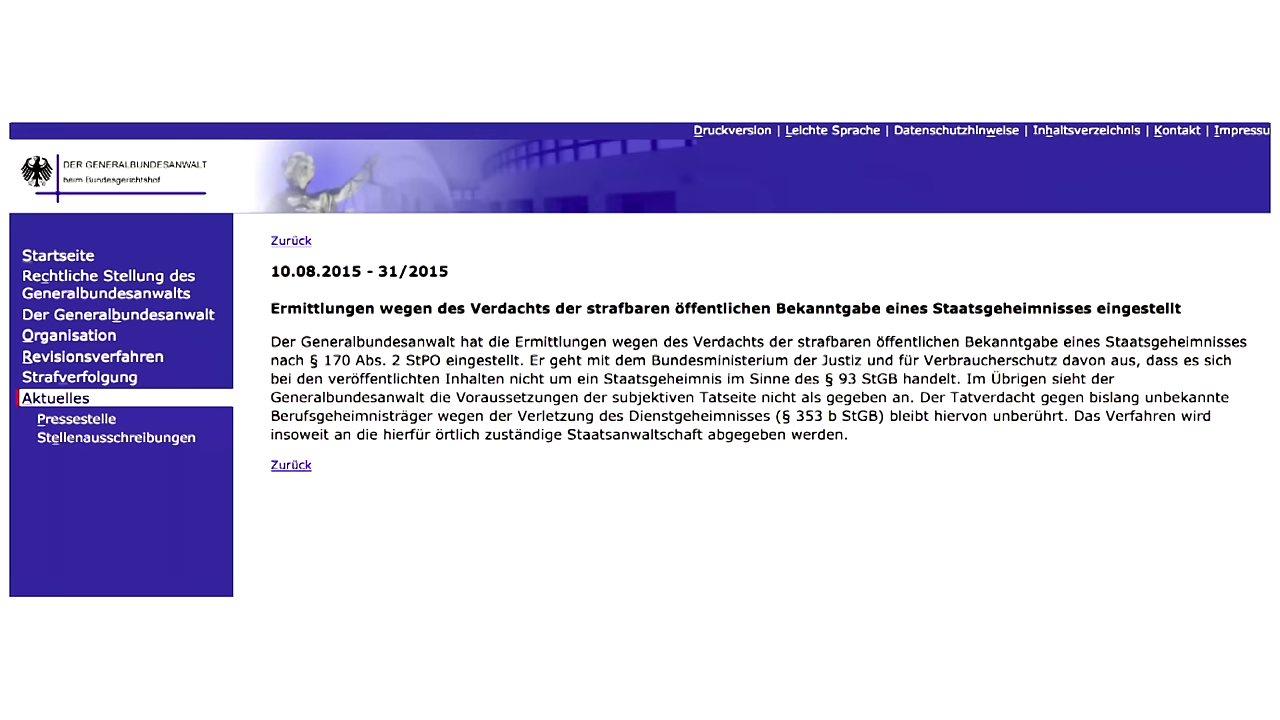 Druckversion | Leichte Sprache | Datenschutzhinweise | Inhaltsverzeichnis | Kontakt | Impressu
DER GENERALBUNDESANWALT
beim Bundesgerichtshof
Startseite
Rechtliche Stellung des
Generalbundesanwalts
Der Generalbundesanwalt
Organisation
Revisionsverfahren
Strafverfolgung
Aktuelles
Pressestelle
Stellenausschreibungen
Zurück
10.08.2015 - 31/2015
Ermittlungen wegen des Verdachts der strafbaren öffentlichen Bekanntgabe eines Staatsgeheimnisses eingestellt
Der Generalbundesanwalt hat die Ermittlungen wegen des Verdachts der strafbaren öffentlichen Bekanntgabe eines Staatsgeheimnisses
nach § 170 Abs. 2 StPO eingestellt. Er geht mit dem Bundesministerium der Justiz und für Verbraucherschutz davon aus, dass es sich
bei den veröffentlichten Inhalten nicht um ein Staatsgeheimnis im Sinne des § 93 StGB handelt. Im Übrigen sieht der
Generalbundesanwalt die Voraussetzungen der subjektiven Tatseite nicht als gegeben an. Der Tatverdacht gegen bislang unbekannte
Berufsgeheimnisträger wegen der Verletzung des Dienstgeheimnisses (§ 353 b StGB) bleibt hiervon unberührt. Das Verfahren wird
insoweit an die hierfür örtlich zuständige Staatsanwaltschaft abgegeben werden.
Zurück